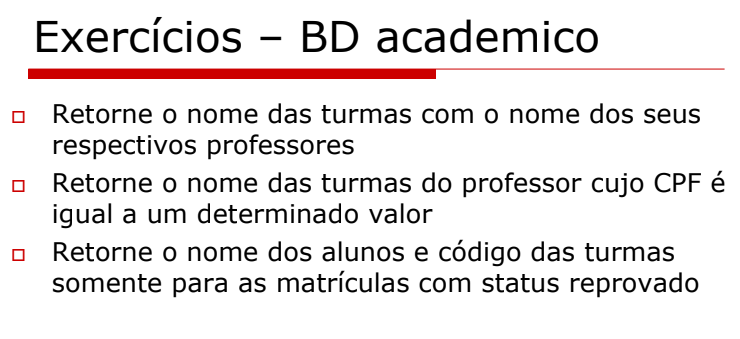 Exercícios – BD academico
Retorne o nome das turmas com o nome dos seus
respectivos professores
Retorne o nome das turmas do professor cujo CPF é
igual a um determinado valor
Retorne o nome dos alunos e código das turmas
somente para as matrículas com status reprovado